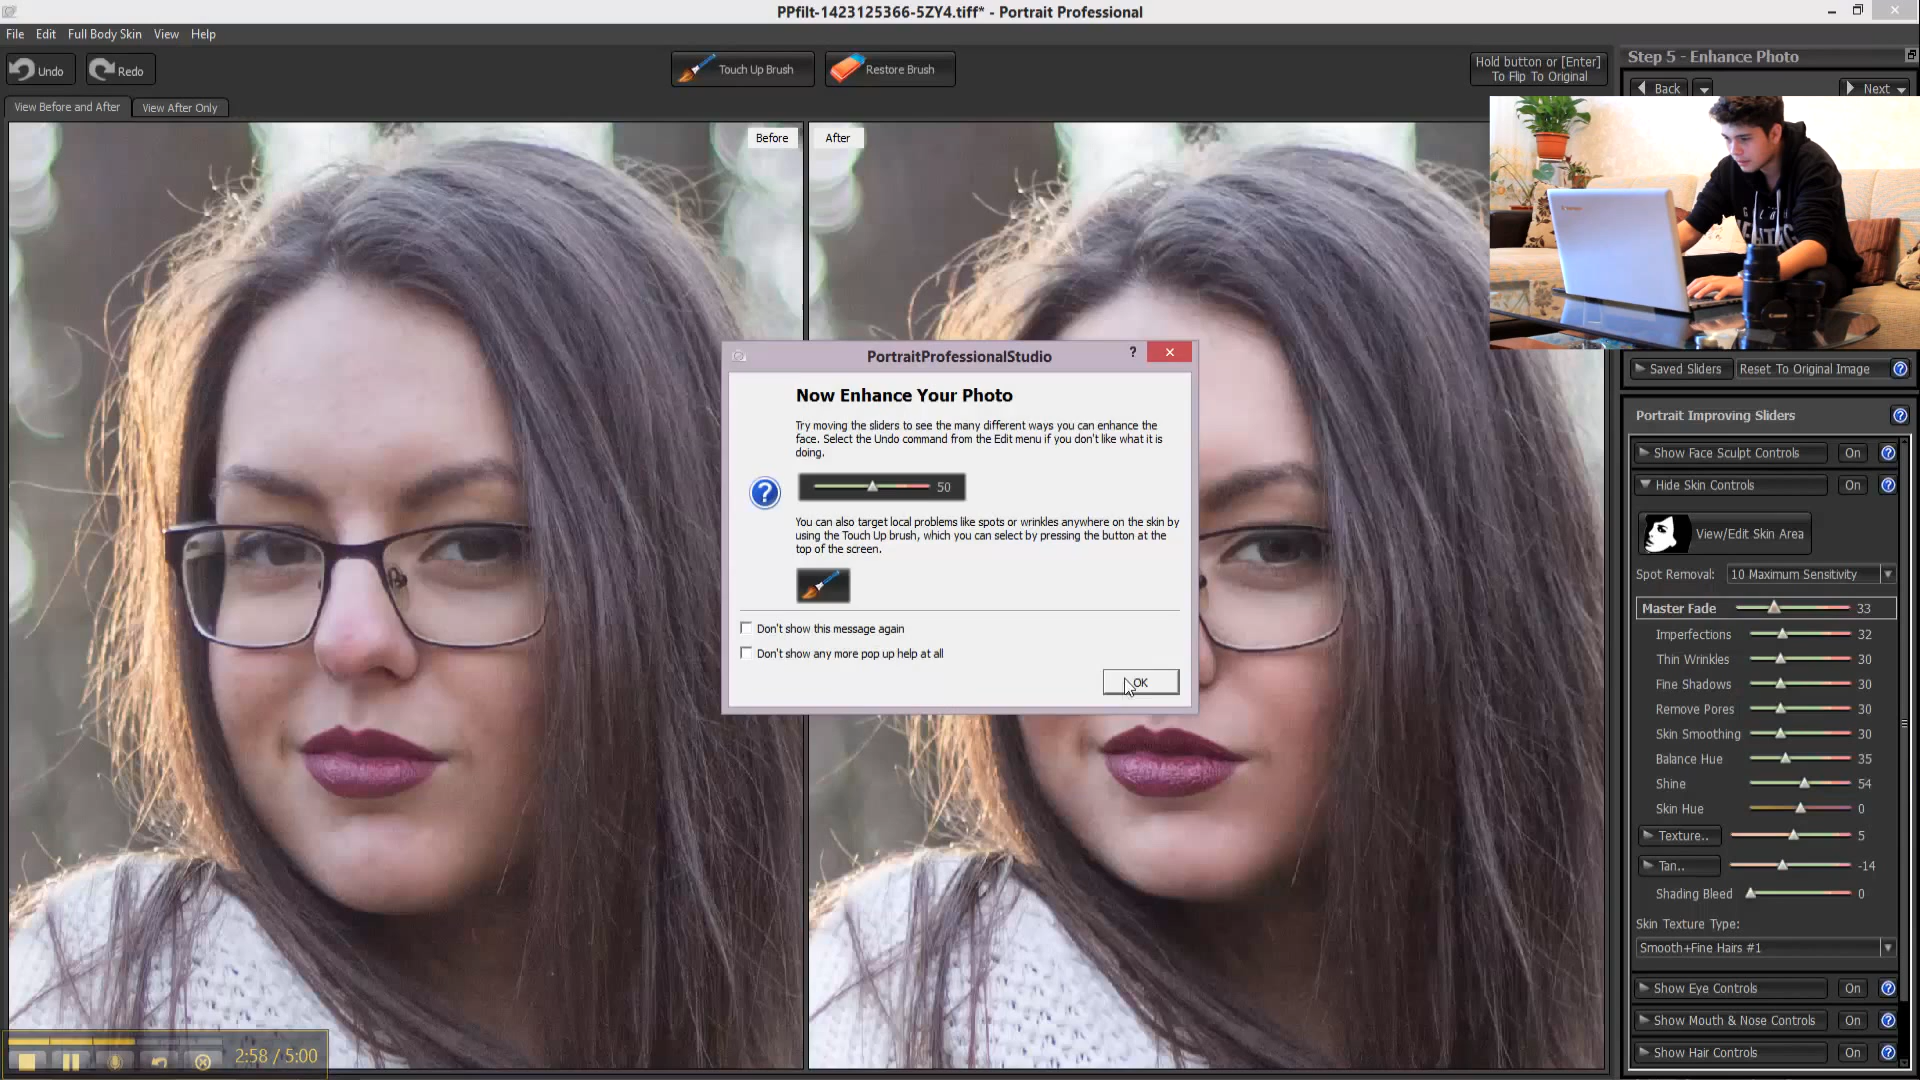 PPfilt-1423125366-5ZY4.tiff* - Portrait Professional
File Edit Full Body Skin View Help
Undo Redo
Touch Up Brush Restore Brush
Hold button or [Enter]
To Flip To Original
Step 5 - Enhance Photo
Back Next
View Before and After View After Only
Before After
Canon
Saved Sliders Reset To Original Image
Portrait Improving Sliders
Show Face Sculpt Controls On
Hide Skin Controls On
View/Edit Skin Area
Spot Removal: 10 Maximum Sensitivity
Master Fade 33
Imperfections 32
Thin Wrinkles 30
Fine Shadows 30
Remove Pores 30
Skin Smoothing 30
Balance Hue 35
Shine 54
Skin Hue 0
Texture.. 5
Tan.. -14
Shading Bleed 0
Skin Texture Type:
Smooth+Fine Hairs #1
Show Eye Controls On
Show Mouth & Nose Controls On
Show Hair Controls On
PortraitProfessionalStudio
Now Enhance Your Photo
Try moving the sliders to see the many different ways you can enhance the
face. Select the Undo command from the Edit menu if you don't like what it is
doing.
50
You can also target local problems like spots or wrinkles anywhere on the skin by
using the Touch Up brush, which you can select by pressing the button at the
top of the screen.
Don't show this message again
Don't show any more pop up help at all
OK
2:58 / 5:00